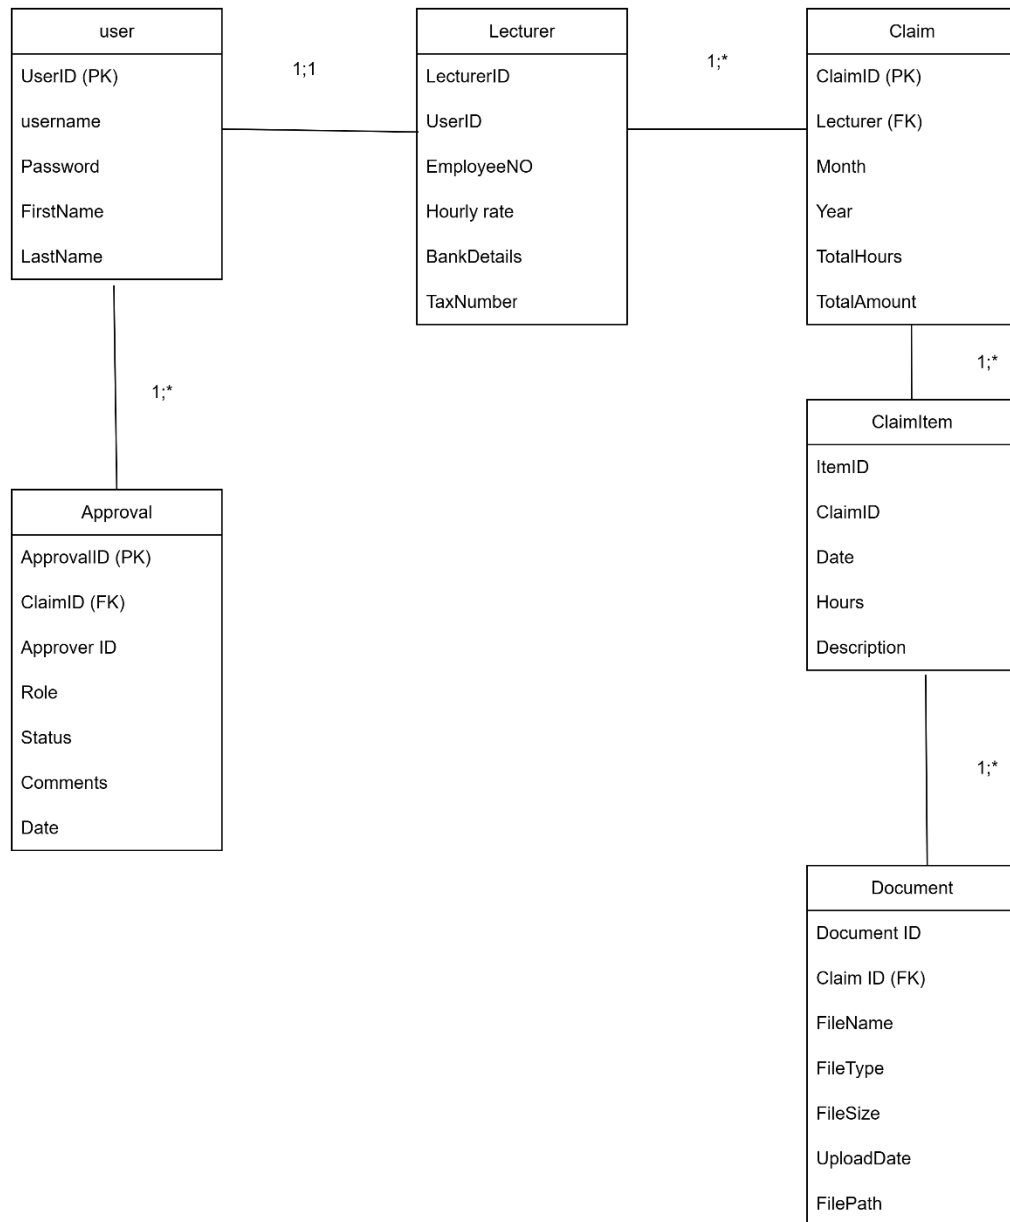 user
UserID (PK)
username
Password
FirstName
LastName
1;1
Lecturer
LecturerID
UserID
EmployeeNO
Hourly rate
BankDetails
TaxNumber
1;*
Claim
ClaimID (PK)
Lecturer (FK)
Month
Year
TotalHours
TotalAmount
1;*
ClaimItem
ItemID
ClaimID
Date
Hours
Description
1;*
Approval
ApprovalID (PK)
ClaimID (FK)
Approver ID
Role
Status
Comments
Date
1;*
Document
Document ID
Claim ID (FK)
FileName
FileType
FileSize
UploadDate
FilePath